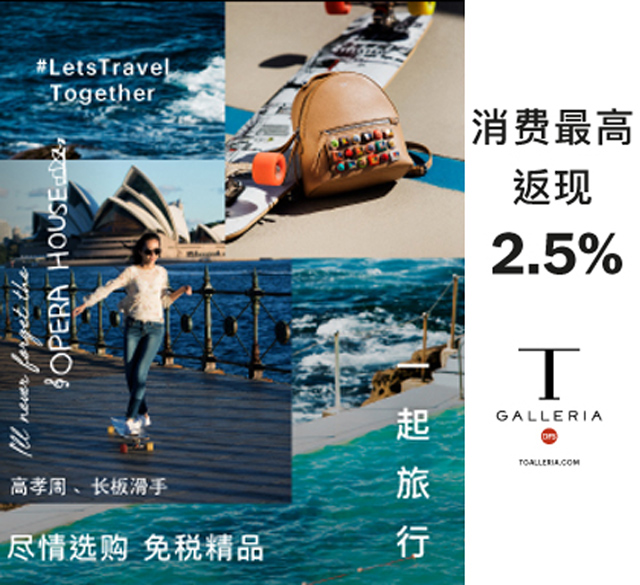 #LetsTravel
Together
I'll never forget the
OPERA HOUSE
高孝周、长板滑手
尽情选购 免税精品
一起旅行
消费最高
返现
2.5%
T
GALLERIA
DFS
TGALLERIA.COM